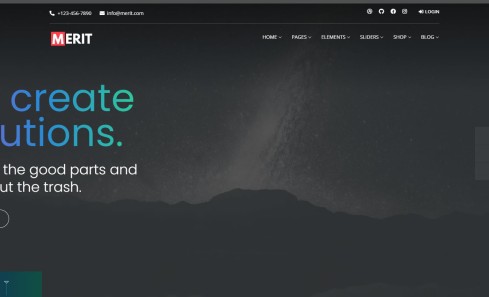 +123-456-7890 info@merit.com LOGIN
MERIT HOME PAGES ELEMENTS SLIDERS SHOP BLOG
create
utions.
the good parts and
ut the trash.